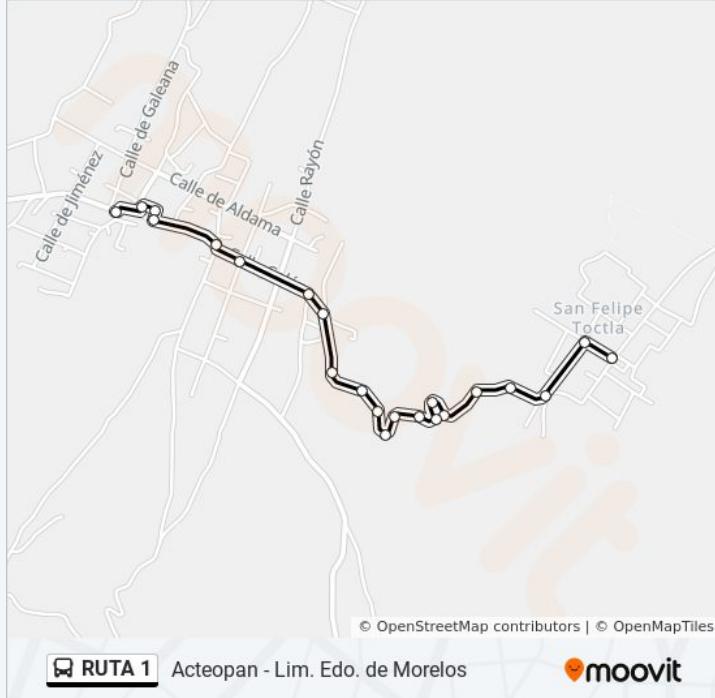 Calle de Galeana
Calle de Jiménez
Calle de Aldama
Calle Rayón
San Felipe
Toctla
moovit
© OpenStreetMap contributors | © OpenMapTiles
RUTA 1 Acteopan - Lim. Edo. de Morelos
moovit